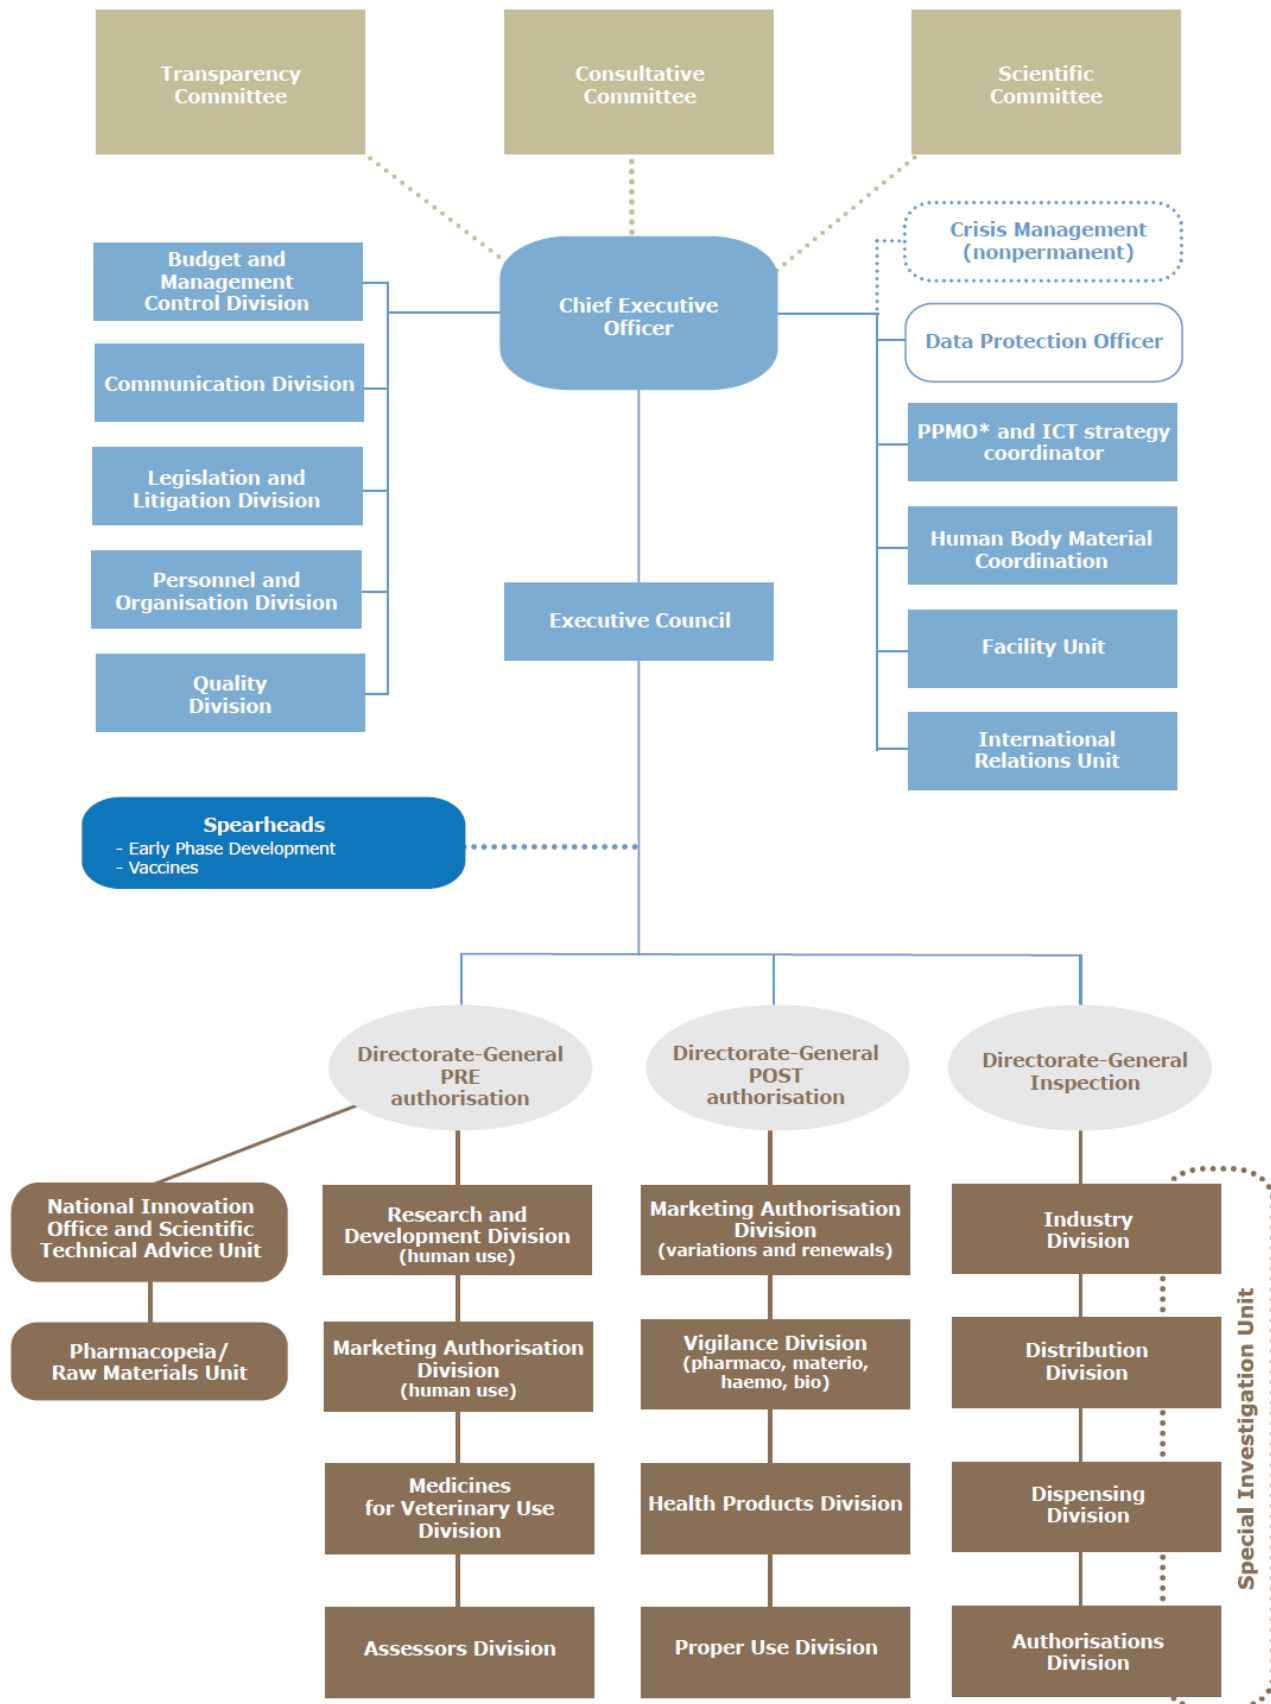 Transparency
Committee
Consultative
Committee
Scientific
Committee
Crisis Management
(nonpermanent)
Budget and
Management
Control Division
Chief Executive
Officer
Data Protection Officer
Communication Division
PPMO* and ICT strategy
coordinator
Legislation and
Litigation Division
Human Body Material
Coordination
Personnel and
Organisation Division
Executive Council
Facility Unit
Quality
Division
International
Relations Unit
Spearheads
- Early Phase Development
- Vaccines
Directorate-General
PRE
authorisation
Directorate-General
POST
authorisation
Directorate-General
Inspection
National Innovation
Office and Scientific
Technical Advice Unit
Pharmacopeia/
Raw Materials Unit
Research and
Development Division
(human use)
Marketing Authorisation
Division
(human use)
Medicines
for Veterinary Use
Division
Assessors Division
Marketing Authorisation
Division
(variations and renewals)
Vigilance Division
(pharmaco, materio,
haemo, bio)
Health Products Division
Proper Use Division
Industry
Division
Distribution
Division
Dispensing
Division
Authorisations
Division
Special Investigation Unit